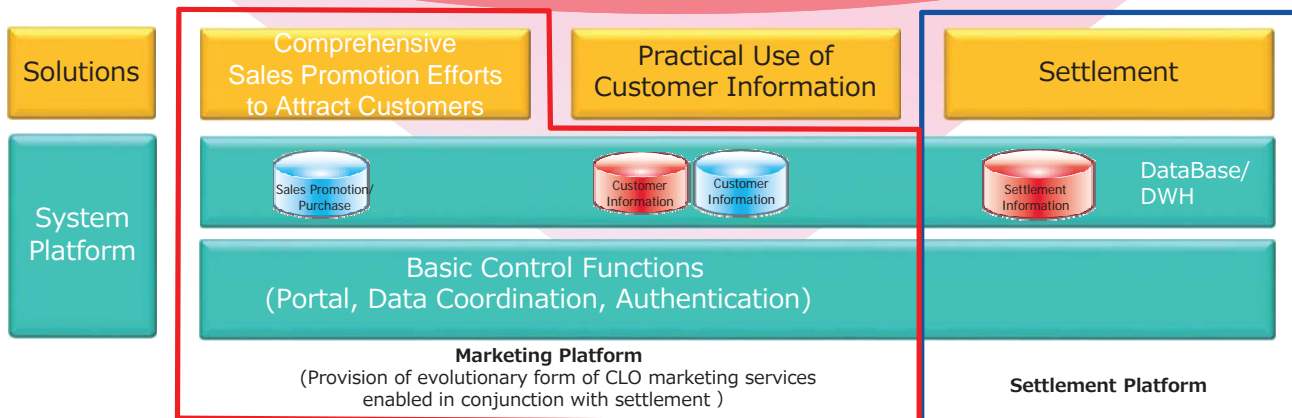 Solutions
Comprehensive
Sales Promotion Efforts
to Attract Customers
Practical Use of
Customer Information
Settlement
System
Platform
Sales Promotion/
Purchase
Customer
Information
Customer
Information
Settlement
Information
DataBase/
DWH
Basic Control Functions
(Portal, Data Coordination, Authentication)
Marketing Platform
(Provision of evolutionary form of CLO marketing services
enabled in conjunction with settlement )
Settlement Platform